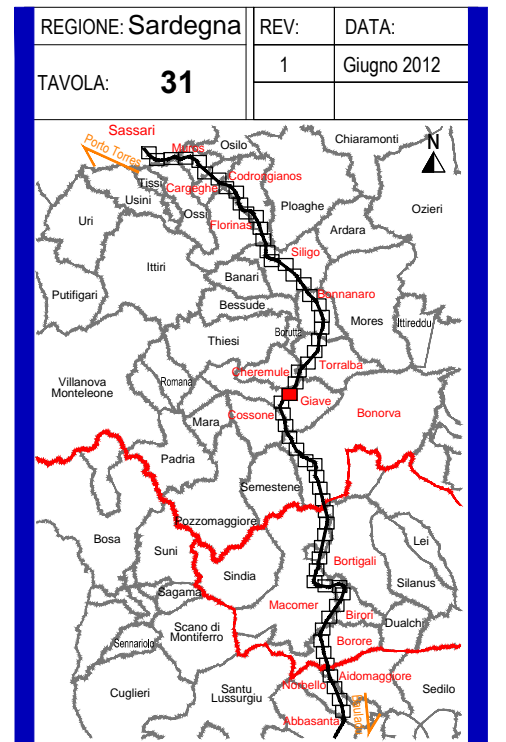 REGIONE: Sardegna
REV:
DATA:
TAVOLA: 31
1
Giugno 2012
Sassari
Porto Torres
Muros
Osilo
Chiaramonti
N
Tissi
Cargeghe
Codrongianos
Usini
Ossi
Ploaghe
Ozieri
Uri
Florinas
Ardara
Siligo
Ittiri
Banari
Bonnanaro
Putifigari
Bessude
Mores
Ittireddu
Borutta
Thiesi
Torralba
Cheremule
Villanova
Monteleone
Romana
Giave
Cossone
Bonorva
Mara
Padria
Semestene
Pozzomaggiore
Bosa
Suni
Lei
Bortigali
Sindia
Silanus
Sagama
Macomer
Birori
Dualchi
Scano di
Montiferro
Sennariolo
Borore
Aidomaggiore
Norbello
Cuglieri
Santu
Lussurgiu
Sedilo
Abbasanta